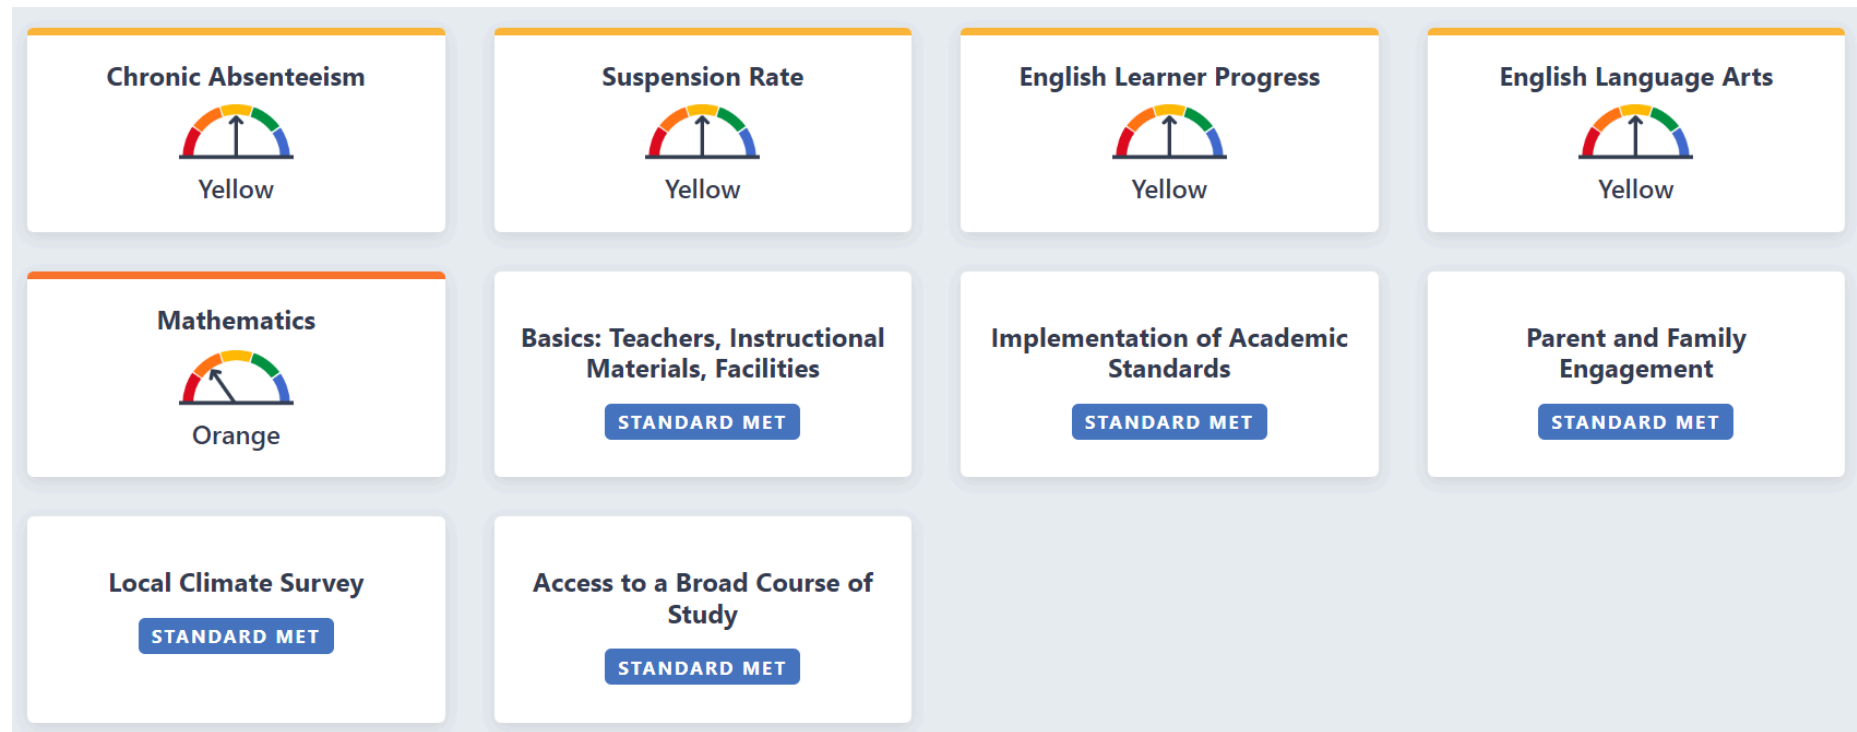 Chronic Absenteeism
Yellow
Suspension Rate
Yellow
English Learner Progress
Yellow
English Language Arts
Yellow
Mathematics
Orange
Basics: Teachers, Instructional
Materials, Facilities
STANDARD MET
Implementation of Academic
Standards
STANDARD MET
Parent and Family
Engagement
STANDARD MET
Local Climate Survey
STANDARD MET
Access to a Broad Course of
Study
STANDARD MET